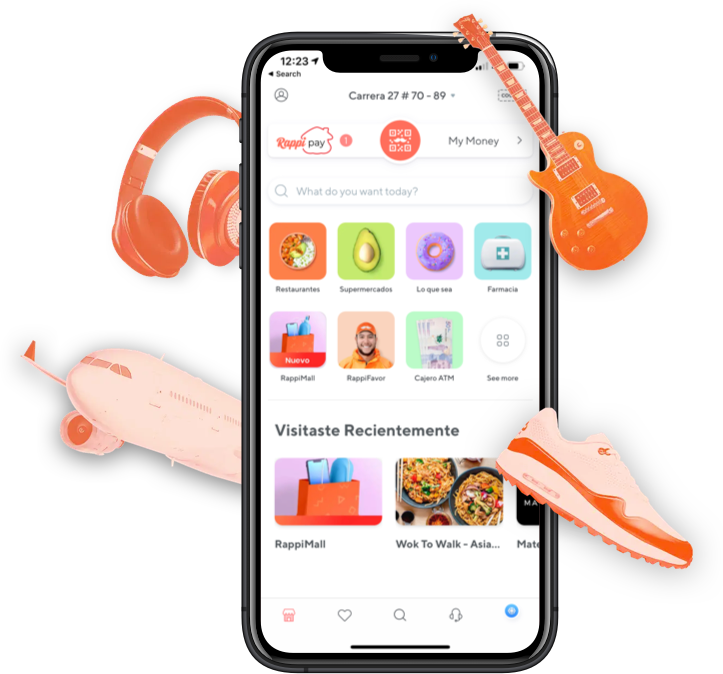 12:23
Search
Carrera 27 # 70 - 89
Rappi pay
1
My Money
What do you want today?
Restaurantes
Supermercados
Lo que sea
Farmacia
Nuevo
RappiMall
RappiFavor
Cajero ATM
See more
Visitaste Recientemente
RappiMall
Wok To Walk - Asia...